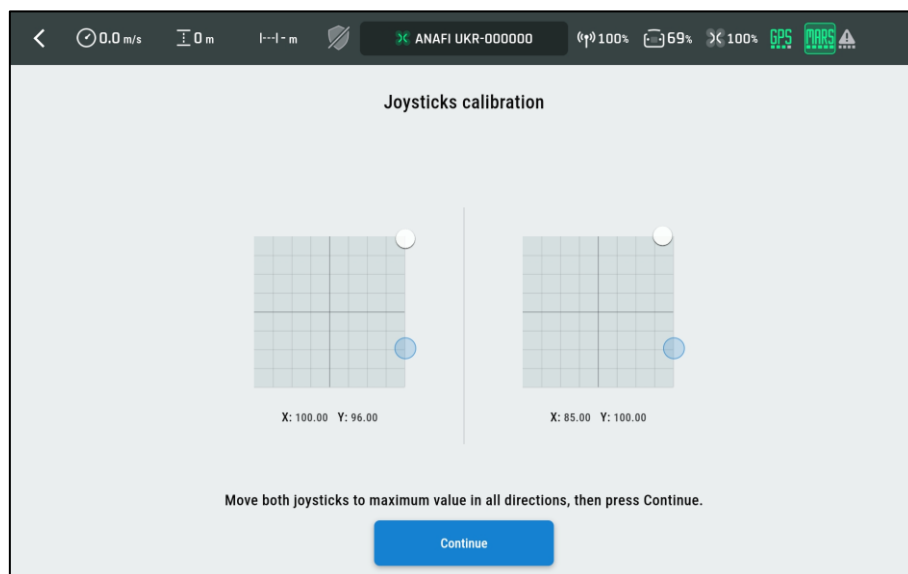 0.0 m/s 0 m - m ANAFI UKR-000000 100% 69% 100% GPS MARS
Joysticks calibration
X: 100.00 Y: 96.00 X: 85.00 Y: 100.00
Move both joysticks to maximum value in all directions, then press Continue.
Continue